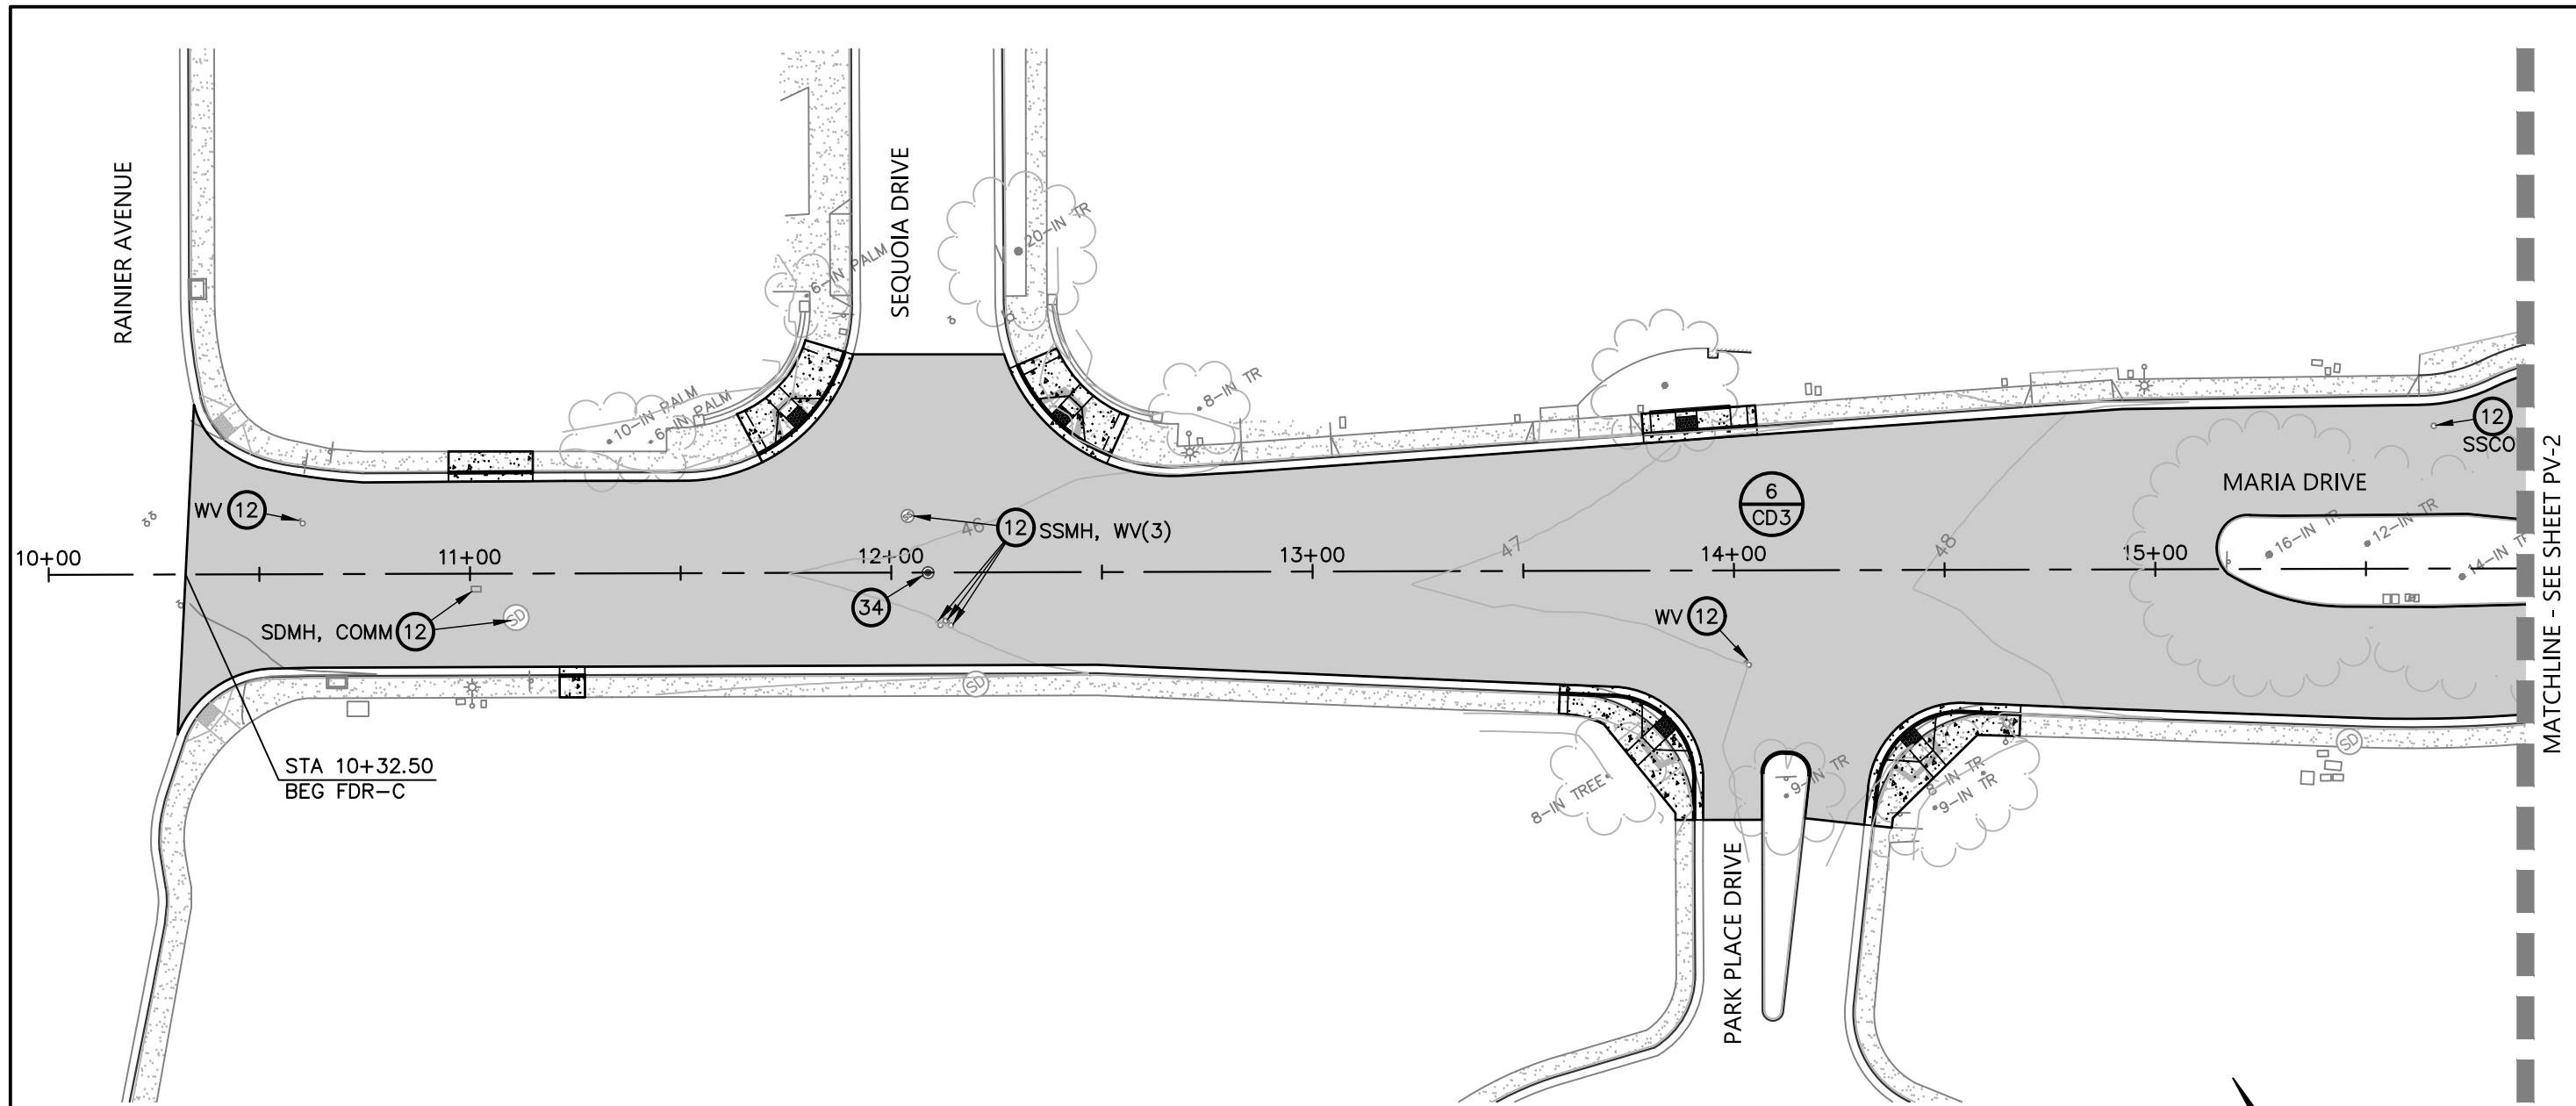 RAINIER AVENUE
SEQUOIA DRIVE
20-IN TR
6-IN PALM
10-IN PALM
6-IN PALM
8-IN TR
12
SSCO
MARIA DRIVE
MATCHLINE - SEE SHEET PV-2
6
CD3
WV 12
SS
12 SSMH, WV(3)
46
47
48
16-IN TR
12-IN TR
14-IN TR
10+00
11+00
12+00
13+00
14+00
15+00
34
SDMH, COMM 12
SD
WV 12
SD
SD
STA 10+32.50
BEG FDR-C
8-IN TREE
9-IN TR
8-IN TR
9-IN TR
PARK PLACE DRIVE